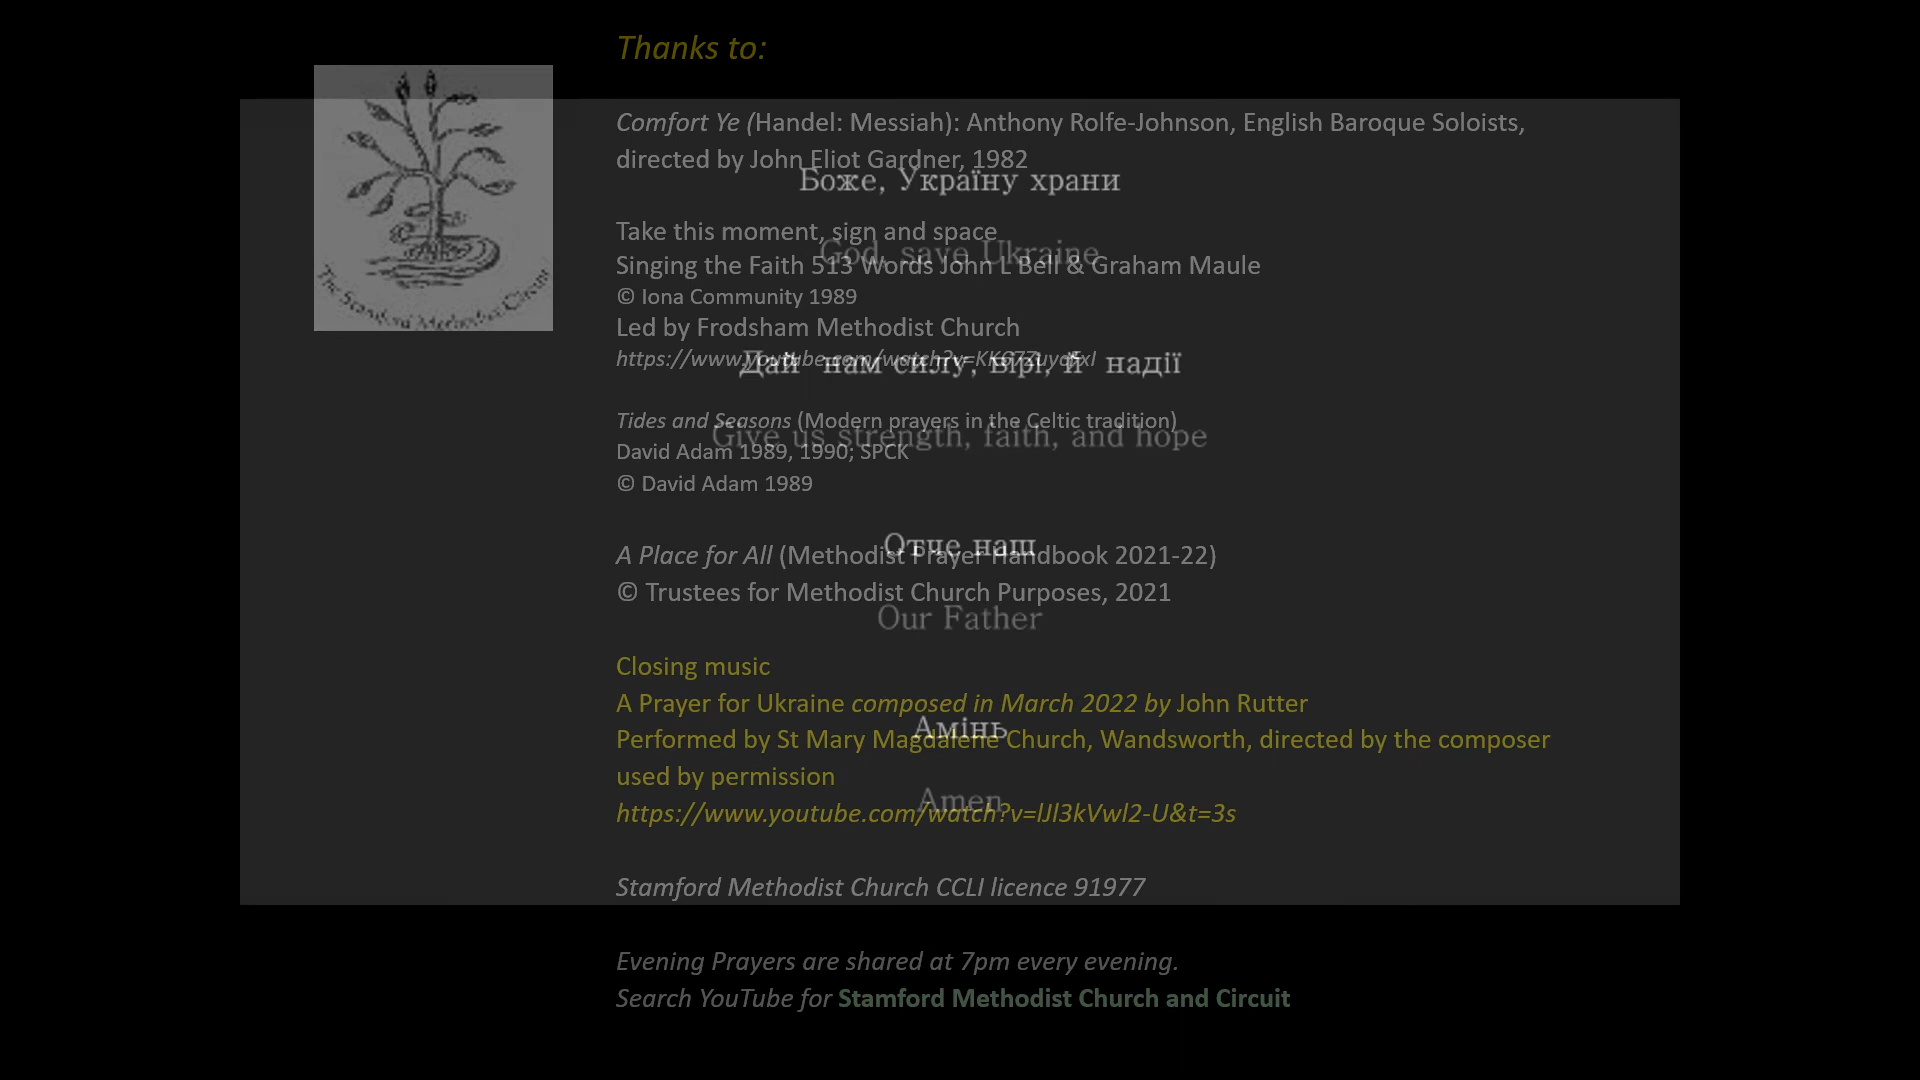 Thanks to:
The Stamford Methodist Circuit
Comfort Ye (Handel: Messiah): Anthony Rolfe-Johnson, English Baroque Soloists,
directed by John Eliot Gardner, 1982
Боже, Україну храни
Take this moment, sign and space
God, save Ukraine
Singing the Faith 513 Words John L Bell & Graham Maule
© Iona Community 1989
Led by Frodsham Methodist Church
Дай нам силу, вірі, й надії
Tides and Seasons (Modern prayers in the Celtic tradition)
Give us strength, faith, and hope
David Adam 1989, 1990; SPCK
© David Adam 1989
Отче наш
A Place for All (Methodist Prayer Handbook 2021-22)
© Trustees for Methodist Church Purposes, 2021
Our Father
Closing music
A Prayer for Ukraine composed in March 2022 by John Rutter
Амінь
Performed by St Mary Magdalene Church, Wandsworth, directed by the composer
used by permission
Amen
https://www.youtube.com/watch?v=lJl3kVwl2-U&t=3s
Stamford Methodist Church CCLI licence 91977
Evening Prayers are shared at 7pm every evening.
Search YouTube for Stamford Methodist Church and Circuit